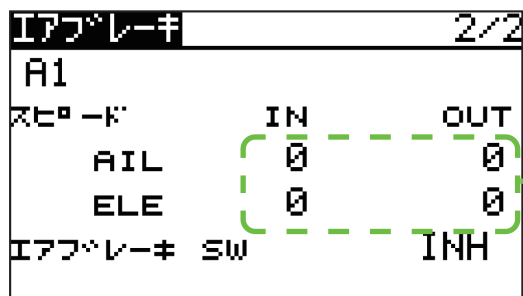 エアブレーキ 2/2
A1
スピード IN OUT
AIL 0 0
ELE 0 0
エアブレーキ SW INH